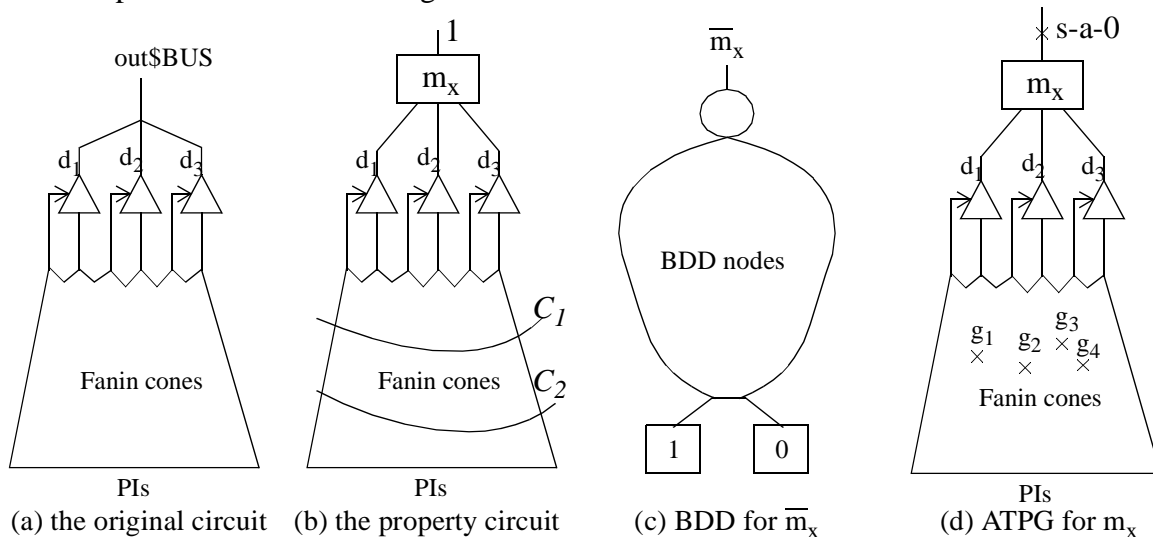 out$BUS
d1
d2
d3
Fanin cones
PIs
(a) the original circuit
1
mx
d1
d2
d3
C1
Fanin cones
C2
PIs
(b) the property circuit
m̅x
BDD nodes
1
0
(c) BDD for m̅x
s-a-0
mx
d1
d2
d3
g1
g2
g3
g4
Fanin cones
PIs
(d) ATPG for mx